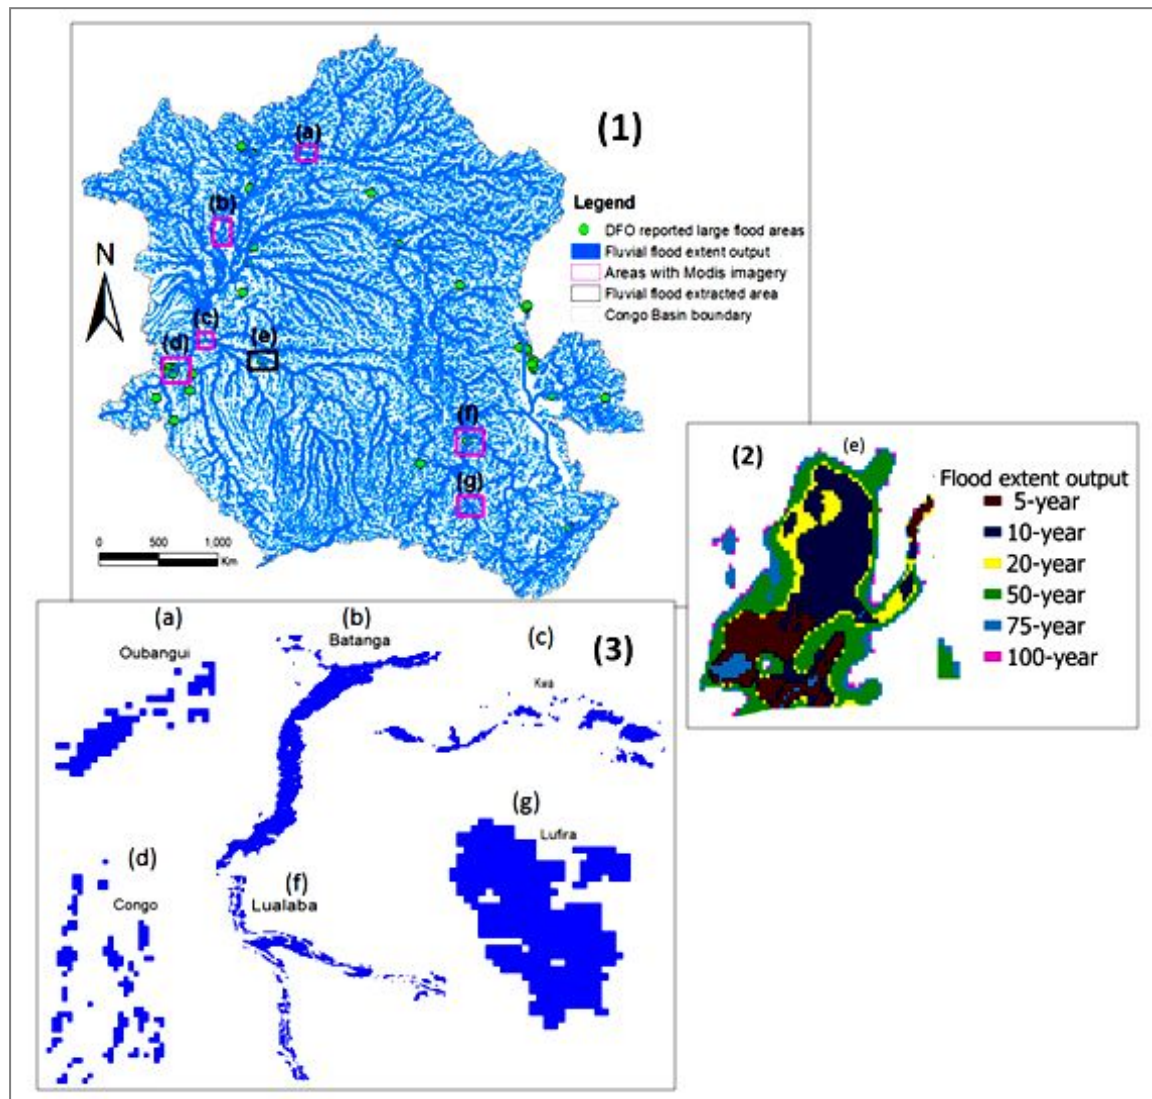 (1)
(a)
(b)
Legend
DFO reported large flood areas
Fluvial flood extent output
Areas with Modis imagery
Fluvial flood extracted area
Congo Basin boundary
N
(c)
(e)
(d)
(f)
(g)
0 500 1,000
Km
(2)
(e)
Flood extent output
5-year
10-year
20-year
50-year
75-year
100-year
(a)
Oubangui
(b)
Batanga
(c)
(3)
(g)
Lufira
(d)
Congo
(f)
Lualaba